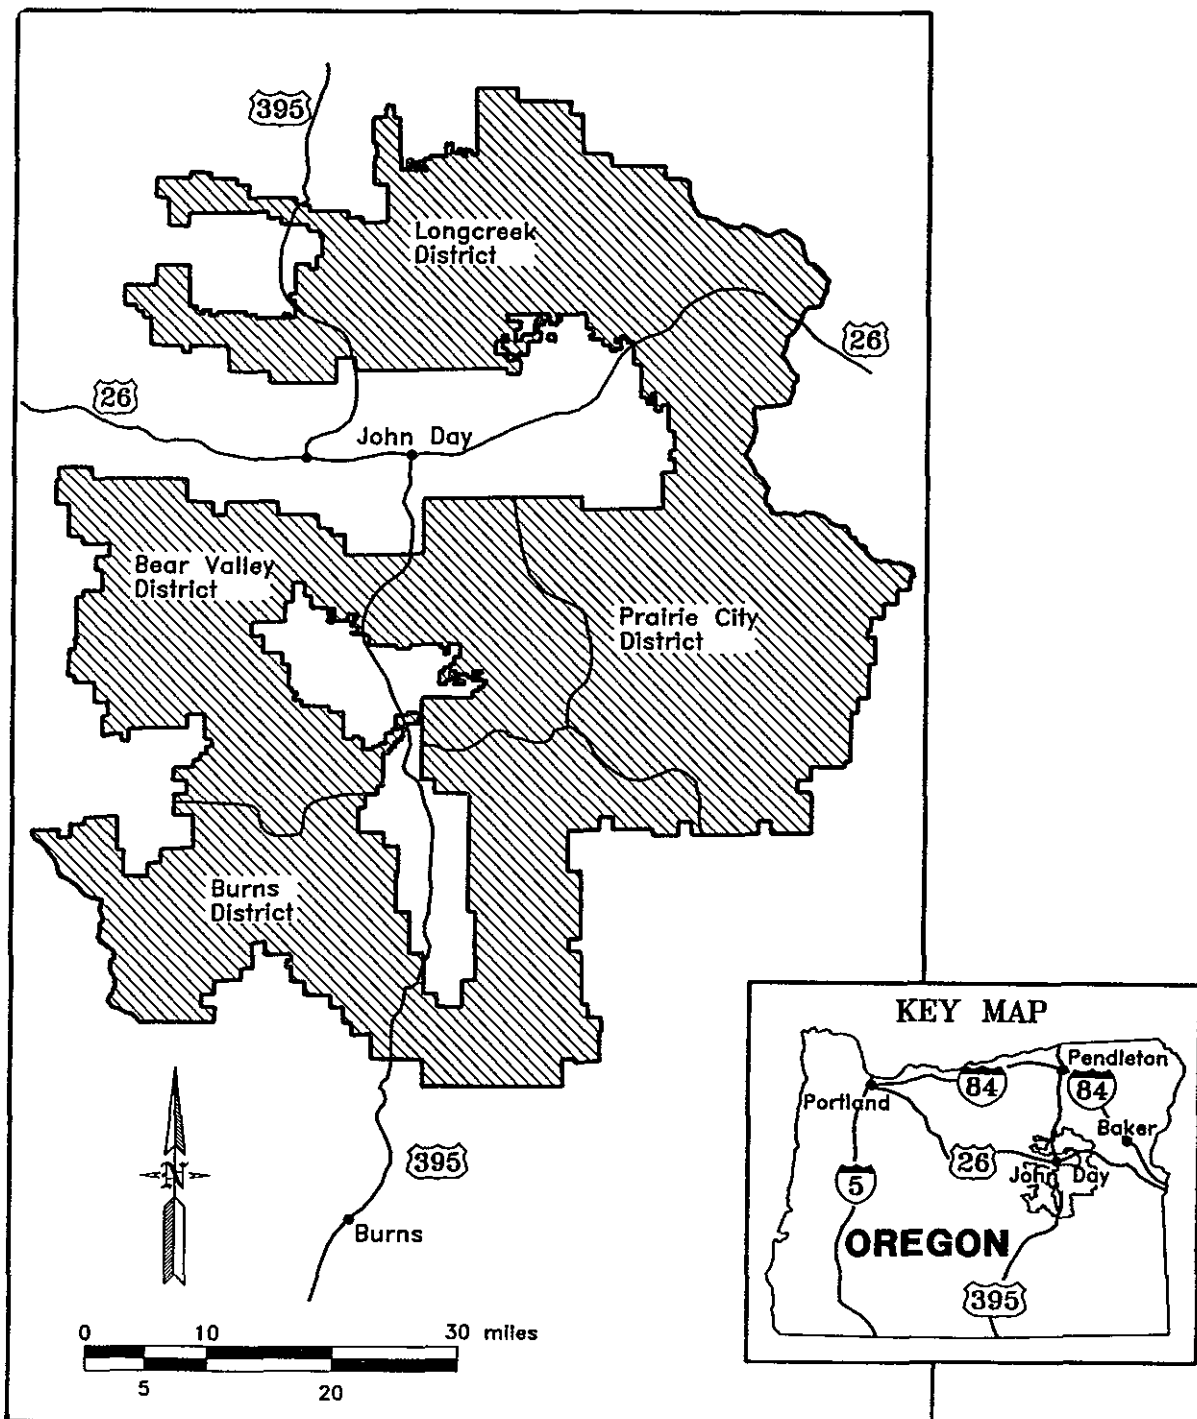 395
Longcreek
District
26
26
John Day
Bear Valley
District
Prairie City
District
Burns
District
N
395
Burns
0 10 30 miles
5 20
KEY MAP
Pendleton
84
84
Portland
Baker
26
John Day
5
OREGON
395